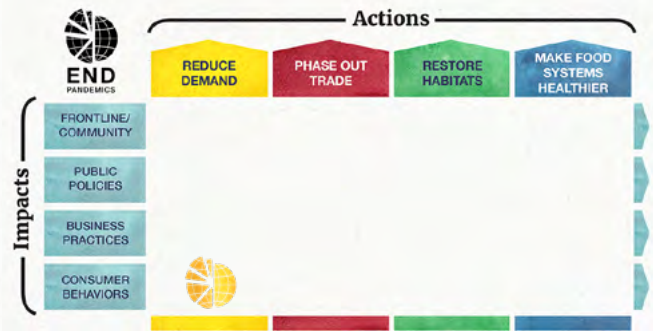 Actions
END
PANDEMICS
REDUCE
DEMAND
PHASE OUT
TRADE
RESTORE
HABITATS
MAKE FOOD
SYSTEMS
HEALTHIER
Impacts
FRONTLINE/
COMMUNITY
PUBLIC
POLICIES
BUSINESS
PRACTICES
CONSUMER
BEHAVIORS